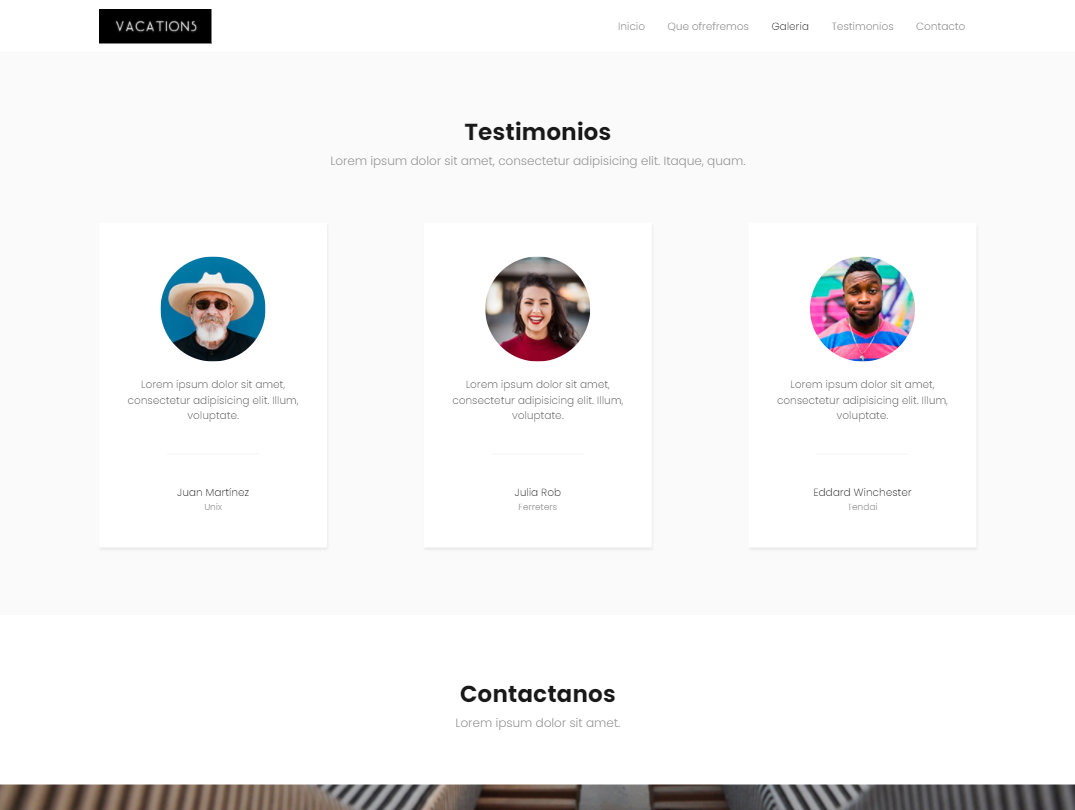 VACATIONS
Inicio Que ofrefremos Galeria Testimonios Contacto
Testimonios
Lorem ipsum dolor sit amet, consectetur adipisicing elit. Itaque, quam.
Lorem ipsum dolor sit amet,
consectetur adipisicing elit. Illum,
voluptate.
Juan Martínez
Unix
Lorem ipsum dolor sit amet,
consectetur adipisicing elit. Illum,
voluptate.
Julia Rob
Ferreters
Lorem ipsum dolor sit amet,
consectetur adipisicing elit. Illum,
voluptate.
Eddard Winchester
Tendai
Contactanos
Lorem ipsum dolor sit amet.